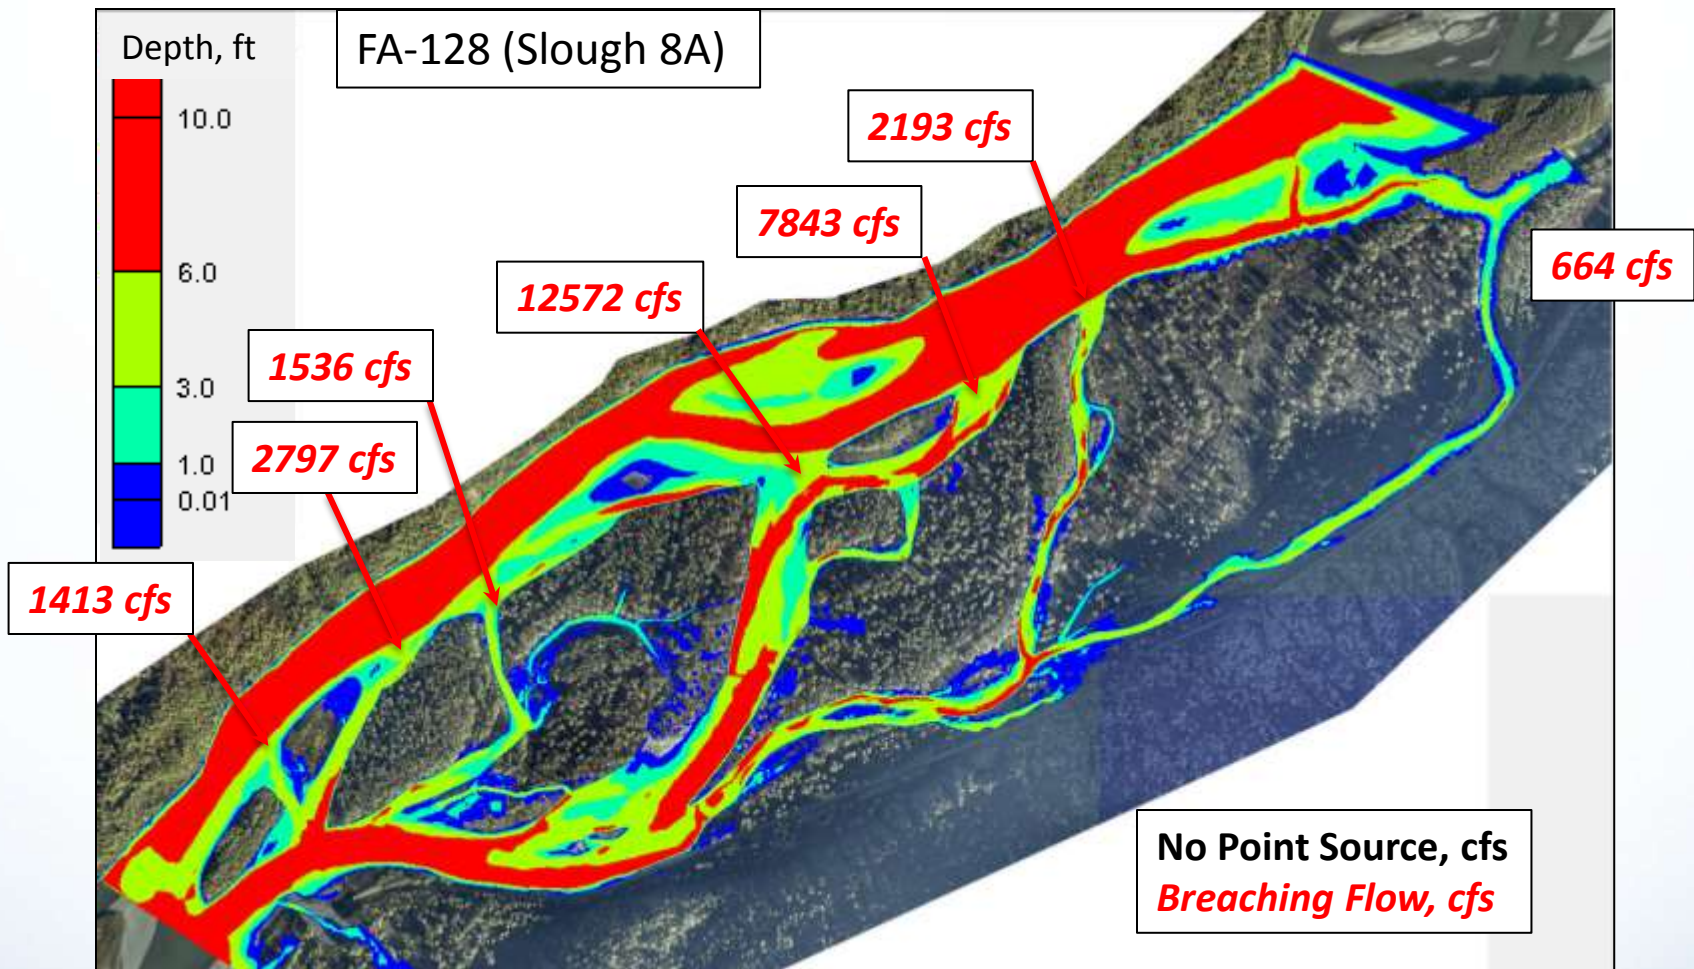 Depth, ft
FA-128 (Slough 8A)
10.0
6.0
3.0
1.0
0.01
2193 cfs
7843 cfs
664 cfs
12572 cfs
1536 cfs
2797 cfs
1413 cfs
No Point Source, cfs
Breaching Flow, cfs